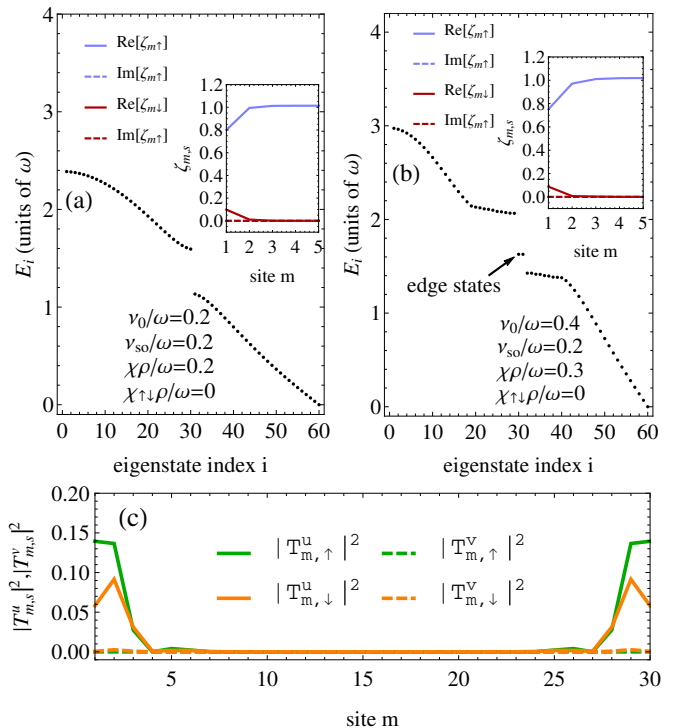 Re[ζm↑]
Im[ζm↑]
Re[ζm↓]
Im[ζm↑]
ζm,s
1.2
1.0
0.8
0.6
0.4
0.2
0.0
1 2 3 4 5
site m
(a)
Ei (units of ω)
4
3
2
1
0
ν0/ω=0.2
νso/ω=0.2
χρ/ω=0.2
χ↑↓ρ/ω=0
0 10 20 30 40 50 60
eigenstate index i
Re[ζm↑]
Im[ζm↑]
Re[ζm↓]
Im[ζm↑]
ζm,s
1.2
1.0
0.8
0.6
0.4
0.2
0.0
1 2 3 4 5
site m
(b)
Ei (units of ω)
4
3
2
1
0
edge states
ν0/ω=0.4
νso/ω=0.2
χρ/ω=0.3
χ↑↓ρ/ω=0
0 10 20 30 40 50 60
eigenstate index i
(c)
|Tum,s|2,|Tvm,s|2
0.20
0.15
0.10
0.05
0.00
|Tum,↑|2
|Tvm,↑|2
|Tum,↓|2
|Tvm,↓|2
5 10 15 20 25 30
site m